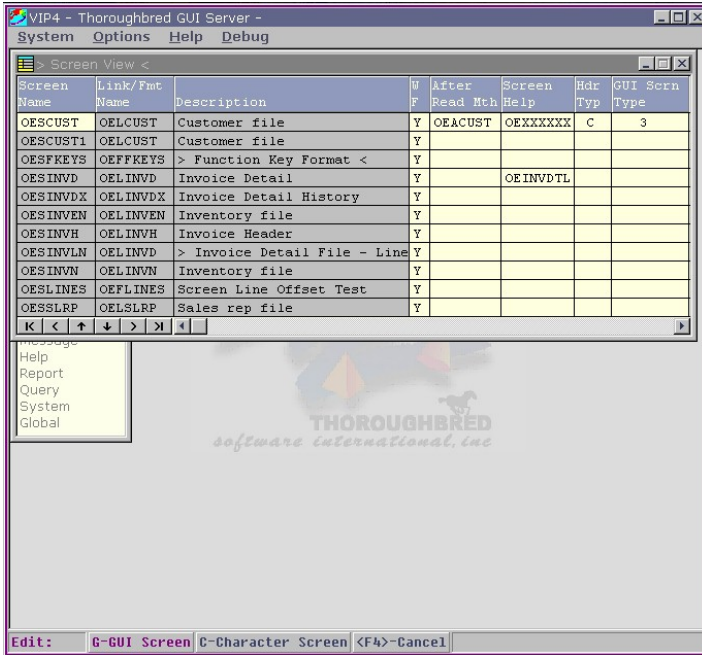 VIP4 - Thoroughbred GUI Server -
System Options Help Debug
> Screen View <
Screen Link/Fmt W After Screen Hdr GUI Scrn
Name Name Description F Read Mth Help Typ Type
OESCUST OELCUST Customer file Y OEACUST OEXXXXXX C 3
OESCUST1 OELCUST Customer file Y
OESFKEYS OEFFKEYS > Function Key Format < Y
OESINVD OELINVD Invoice Detail Y OEINVDTL
OESINVDX OELINVDX Invoice Detail History Y
OESINVEN OELINVEN Inventory file Y
OESINVH OELINVH Invoice Header Y
OESINVLN OELINVD > Invoice Detail File - Line Y
OESINVN OELINVN Inventory file Y
OESLINES OEFLINES Screen Line Offset Test Y
OESSLRP OELSLRP Sales rep file Y
Message
Help
Report
Query
System
Global
THOROUGHBRED
software international, inc
Edit: G-GUI Screen C-Character Screen <F4>-Cancel